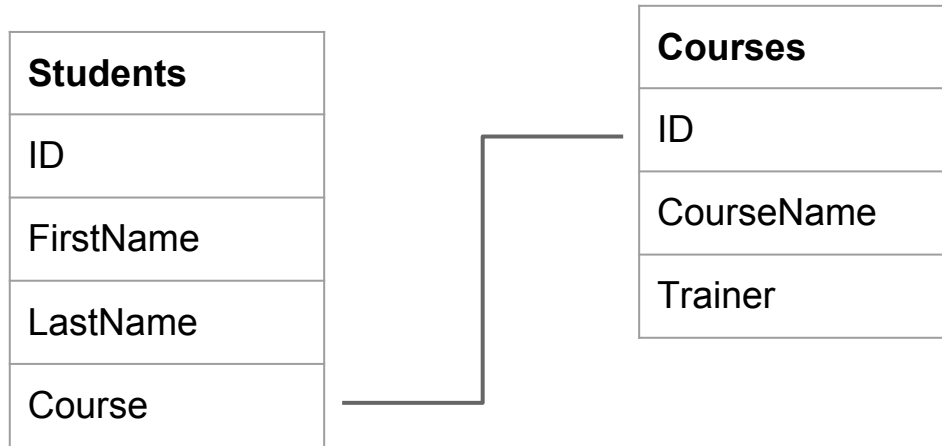 Students
ID
FirstName
LastName
Course
Courses
ID
CourseName
Trainer